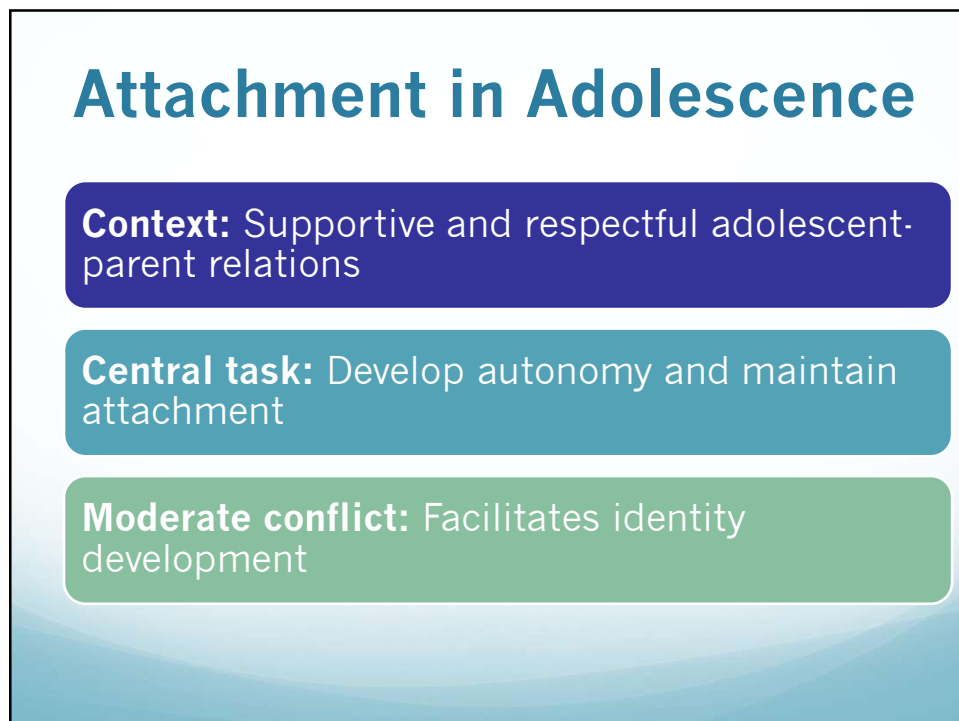 Attachment in Adolescence
Context: Supportive and respectful adolescent-
parent relations
Central task: Develop autonomy and maintain
attachment
Moderate conflict: Facilitates identity
development